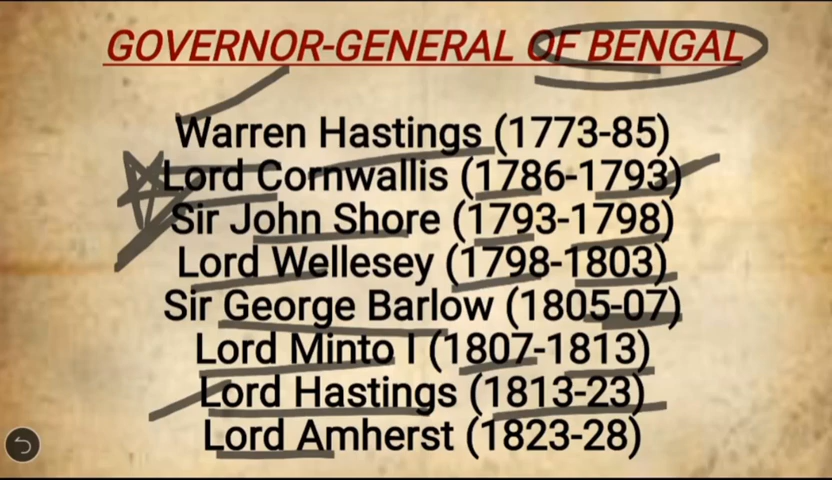 GOVERNOR-GENERAL OF BENGAL
Warren Hastings (1773-85)
Lord Cornwallis (1786-1793)
Sir John Shore (1793-1798)
Lord Wellesey (1798-1803)
Sir George Barlow (1805-07)
Lord Minto I (1807-1813)
Lord Hastings (1813-23)
Lord Amherst (1823-28)